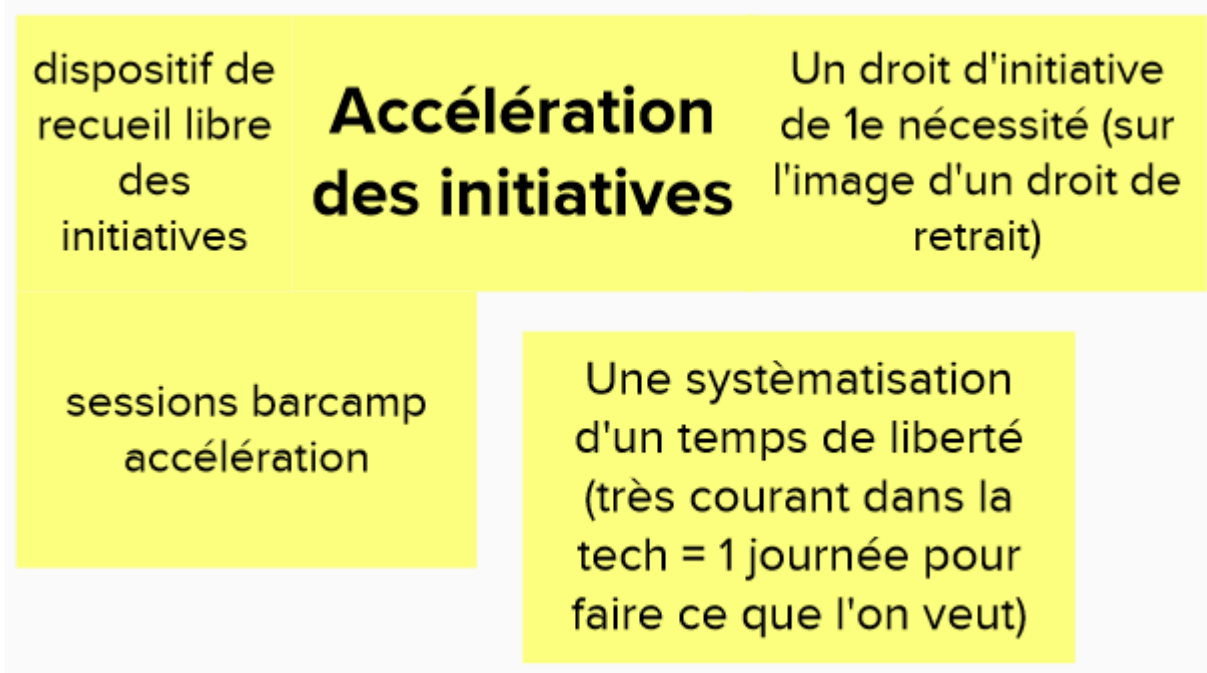 dispositif de
recueil libre
des
initiatives
Accélération
des initiatives
Un droit d'initiative
de 1e nécessité (sur
l'image d'un droit de
retrait)
sessions barcamp
accélération
Une systèmatisation
d'un temps de liberté
(très courant dans la
tech = 1 journée pour
faire ce que l'on veut)